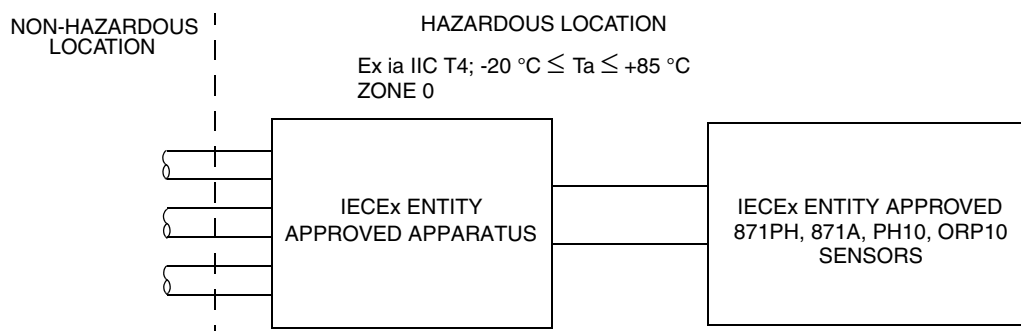 NON-HAZARDOUS
LOCATION
HAZARDOUS LOCATION
Ex ia IIC T4; -20 °C ≤ Ta ≤ +85 °C
ZONE 0
IECEx ENTITY
APPROVED APPARATUS
IECEx ENTITY APPROVED
871PH, 871A, PH10, ORP10
SENSORS